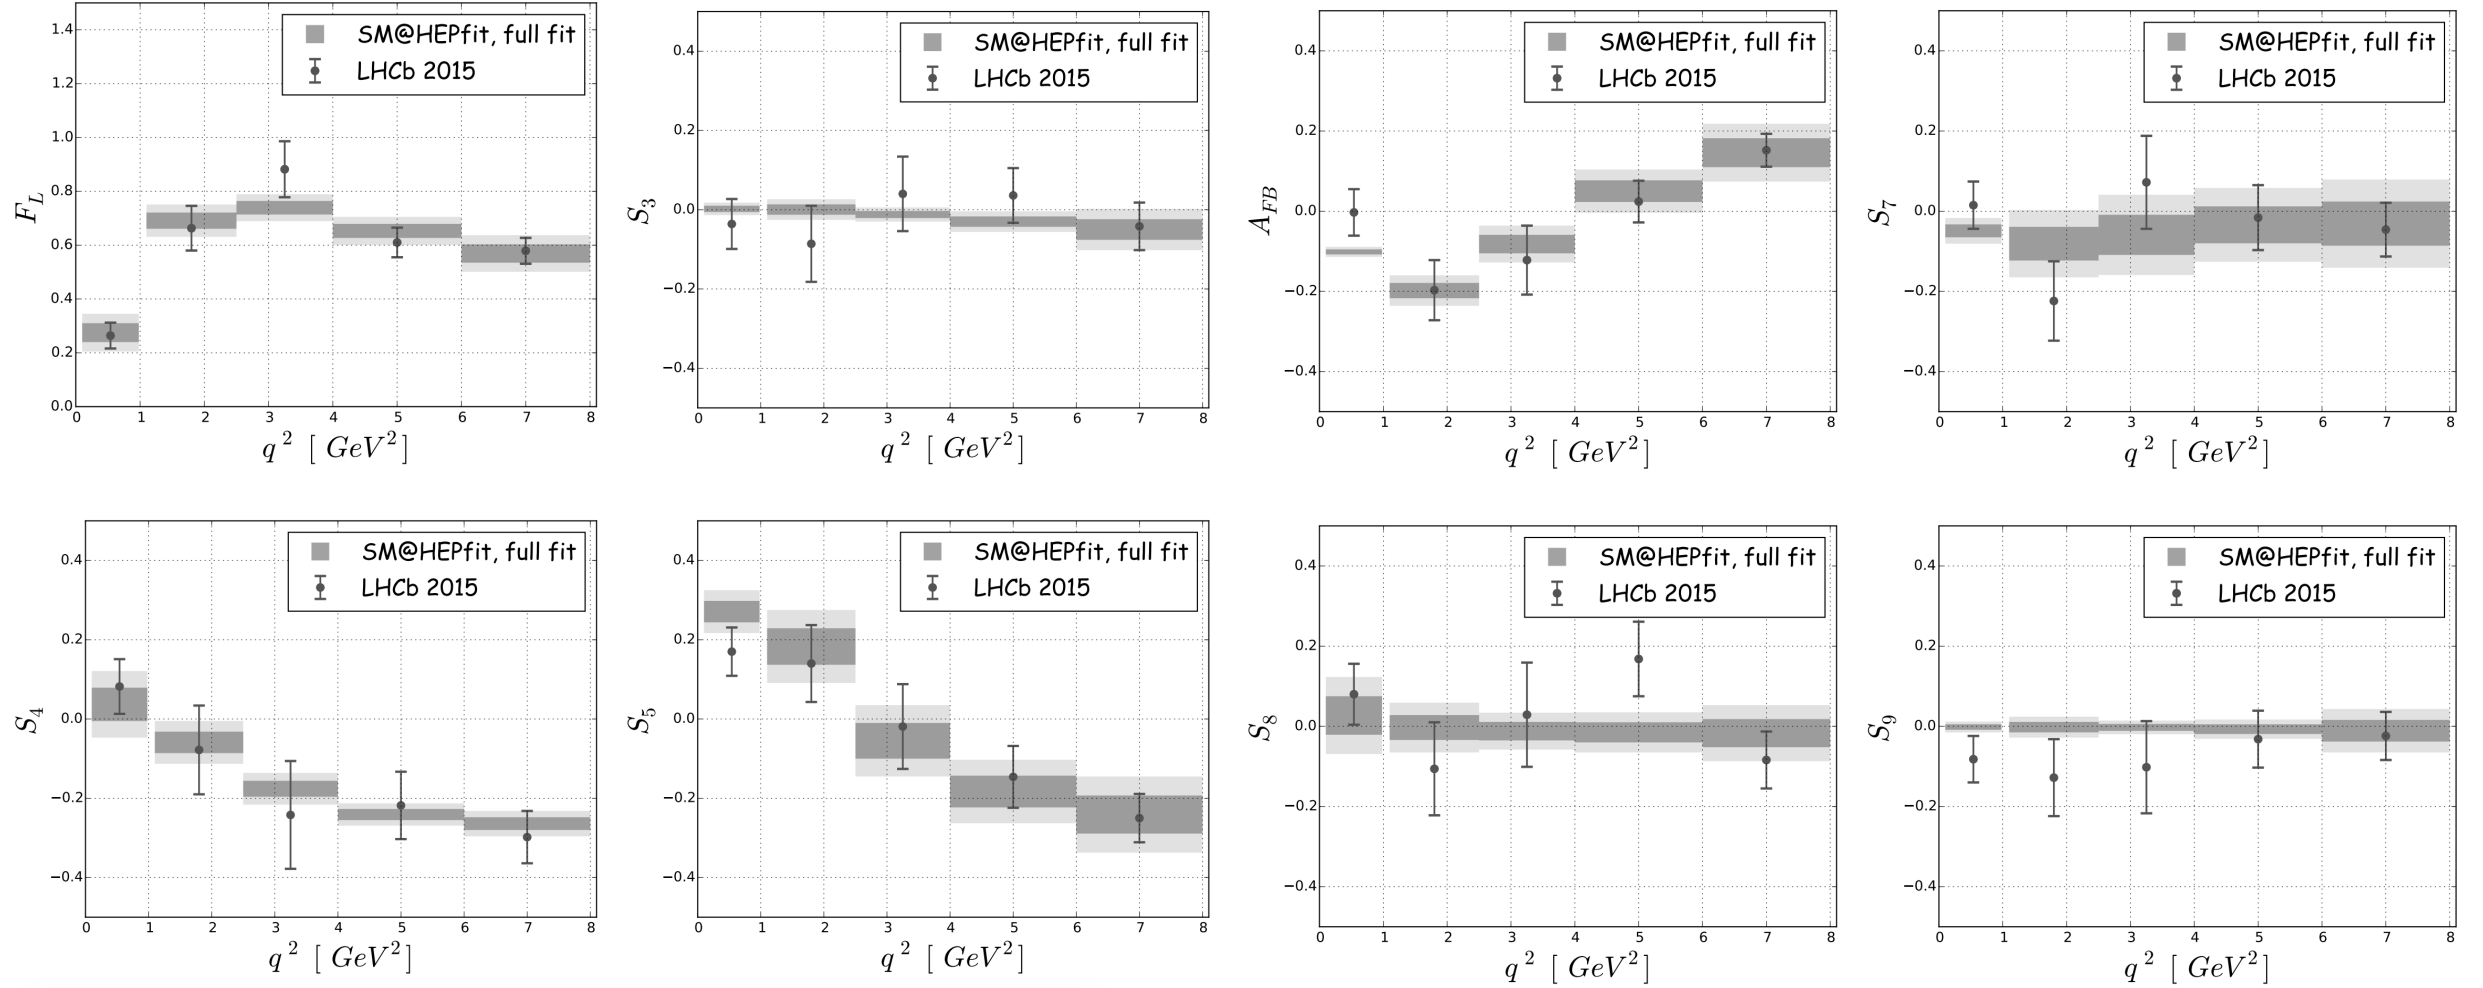 SM@HEPfit, full fit
LHCb 2015
F_L
1.4
1.2
1.0
0.8
0.6
0.4
0.2
0.0
0 1 2 3 4 5 6 7 8
q^2 [ GeV^2]
SM@HEPfit, full fit
LHCb 2015
S_3
0.4
0.2
0.0
−0.2
−0.4
0 1 2 3 4 5 6 7 8
q^2 [ GeV^2]
SM@HEPfit, full fit
LHCb 2015
A_FB
0.4
0.2
0.0
−0.2
−0.4
0 1 2 3 4 5 6 7 8
q^2 [ GeV^2]
SM@HEPfit, full fit
LHCb 2015
S_7
0.4
0.2
0.0
−0.2
−0.4
0 1 2 3 4 5 6 7 8
q^2 [ GeV^2]
SM@HEPfit, full fit
LHCb 2015
S_4
0.4
0.2
0.0
−0.2
−0.4
0 1 2 3 4 5 6 7 8
q^2 [ GeV^2]
SM@HEPfit, full fit
LHCb 2015
S_5
0.4
0.2
0.0
−0.2
−0.4
0 1 2 3 4 5 6 7 8
q^2 [ GeV^2]
SM@HEPfit, full fit
LHCb 2015
S_8
0.4
0.2
0.0
−0.2
−0.4
0 1 2 3 4 5 6 7 8
q^2 [ GeV^2]
SM@HEPfit, full fit
LHCb 2015
S_9
0.4
0.2
0.0
−0.2
−0.4
0 1 2 3 4 5 6 7 8
q^2 [ GeV^2]